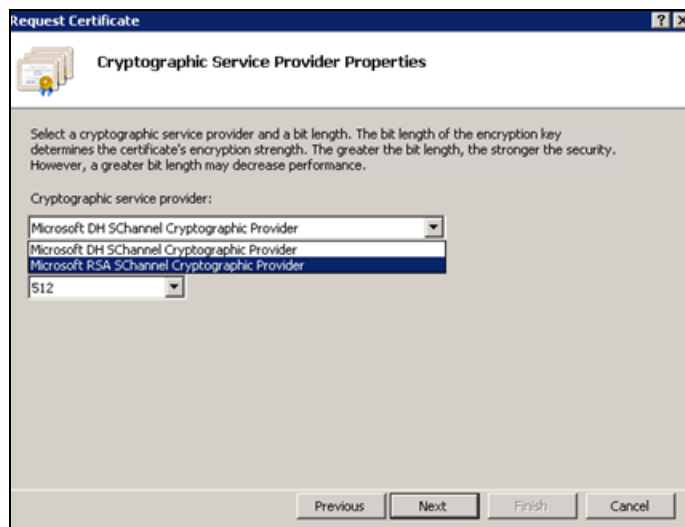 Request Certificate
Cryptographic Service Provider Properties
Select a cryptographic service provider and a bit length. The bit length of the encryption key
determines the certificate's encryption strength. The greater the bit length, the stronger the security.
However, a greater bit length may decrease performance.
Cryptographic service provider:
Microsoft DH SChannel Cryptographic Provider
Microsoft DH SChannel Cryptographic Provider
Microsoft RSA SChannel Cryptographic Provider
512
Previous Next Finish Cancel